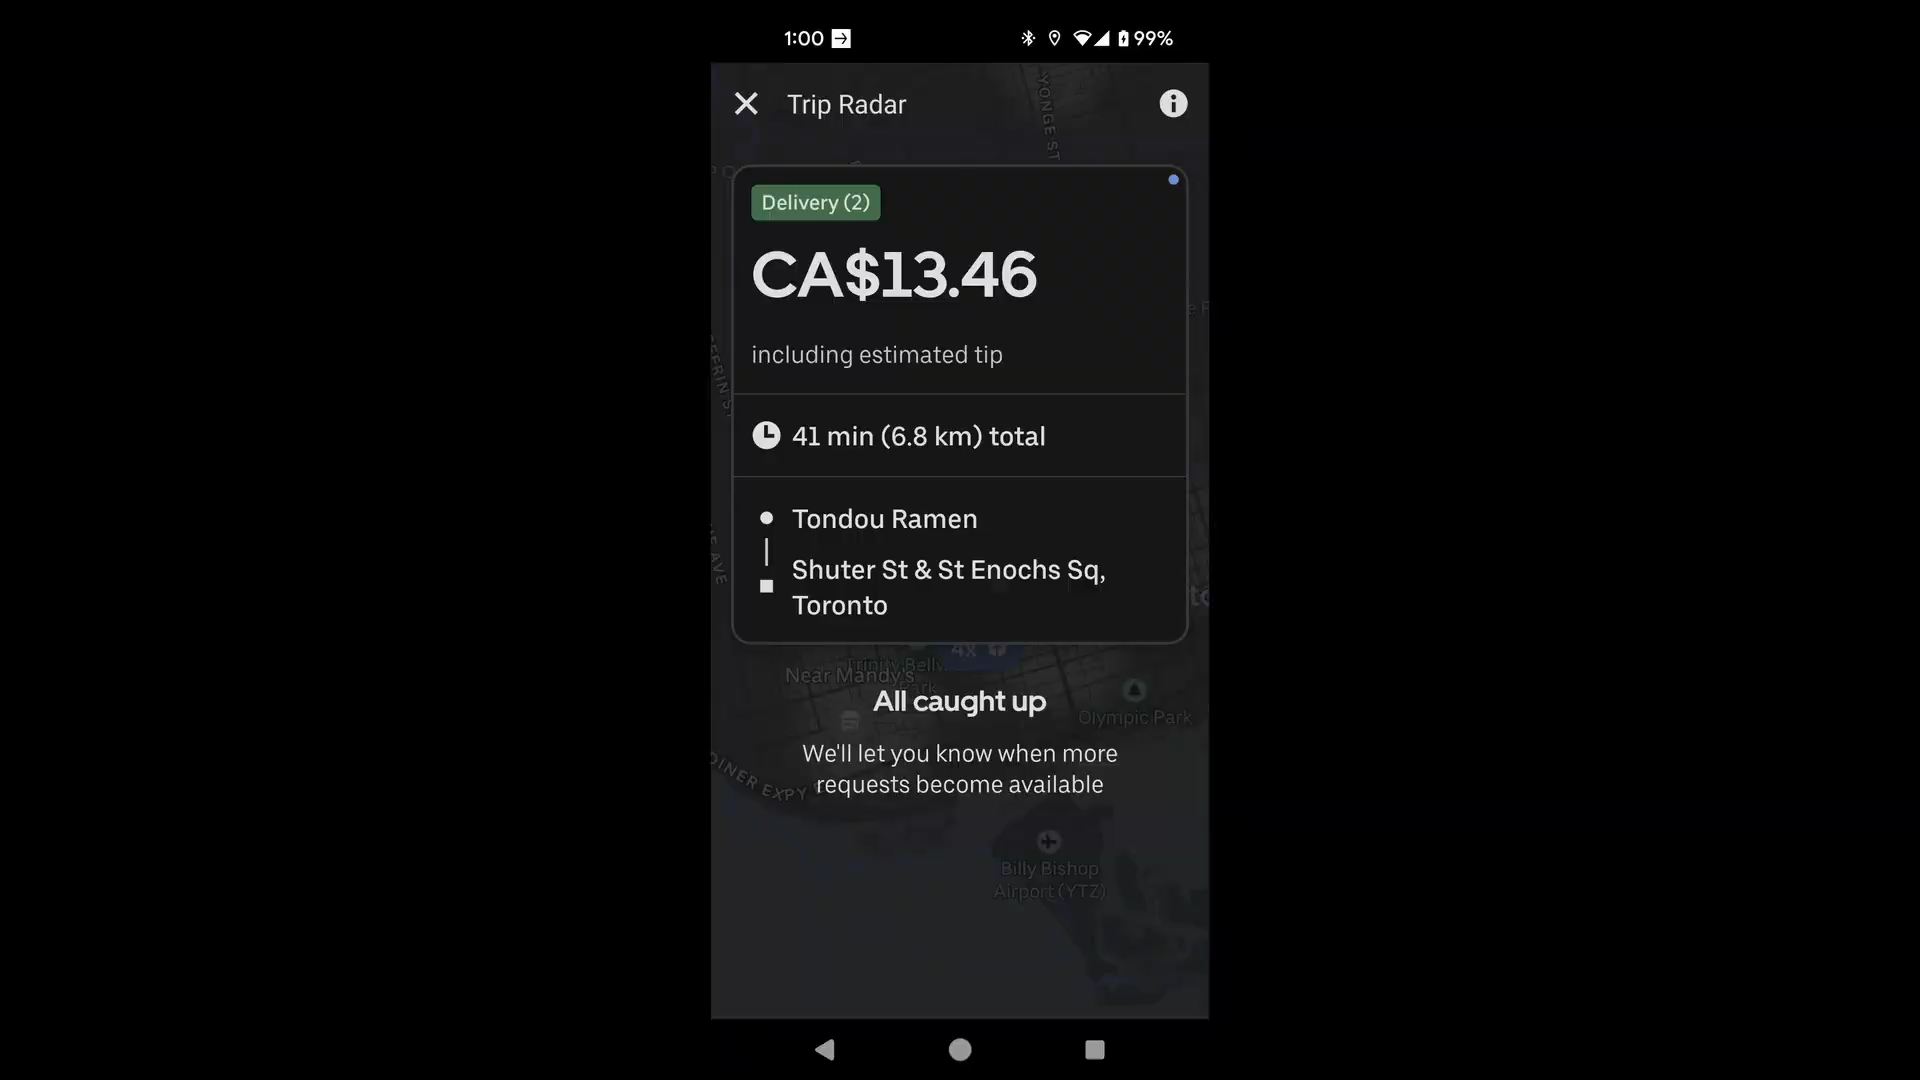 1:00
99%
Trip Radar
YONGE ST
Delivery (2)
CA$13.46
including estimated tip
41 min (6.8 km) total
Tondou Ramen
Shuter St & St Enochs Sq,
Toronto
4x
Near Mandy's
All caught up
Olympic Park
We'll let you know when more
requests become available
EXPY
Billy Bishop
Airport (YTZ)